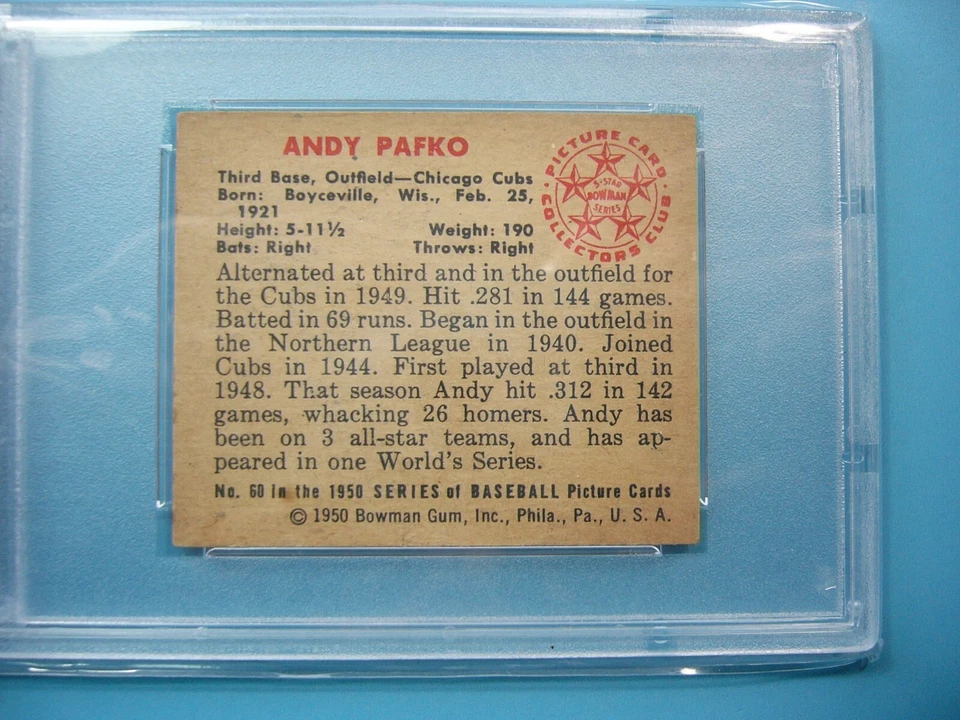 ANDY PAFKO
Third Base, Outfield—Chicago Cubs
Born: Boyceville, Wis., Feb. 25,
1921
Height: 5-11½ Weight: 190
Bats: Right Throws: Right
PICTURE CARD
COLLECTORS CLUB
5-STAR
BOWMAN
SERIES
Alternated at third and in the outfield for
the Cubs in 1949. Hit .281 in 144 games.
Batted in 69 runs. Began in the outfield in
the Northern League in 1940. Joined
Cubs in 1944. First played at third in
1948. That season Andy hit .312 in 142
games, whacking 26 homers. Andy has
been on 3 all-star teams, and has ap-
peared in one World's Series.
No. 60 in the 1950 SERIES of BASEBALL Picture Cards
© 1950 Bowman Gum, Inc., Phila., Pa., U. S. A.